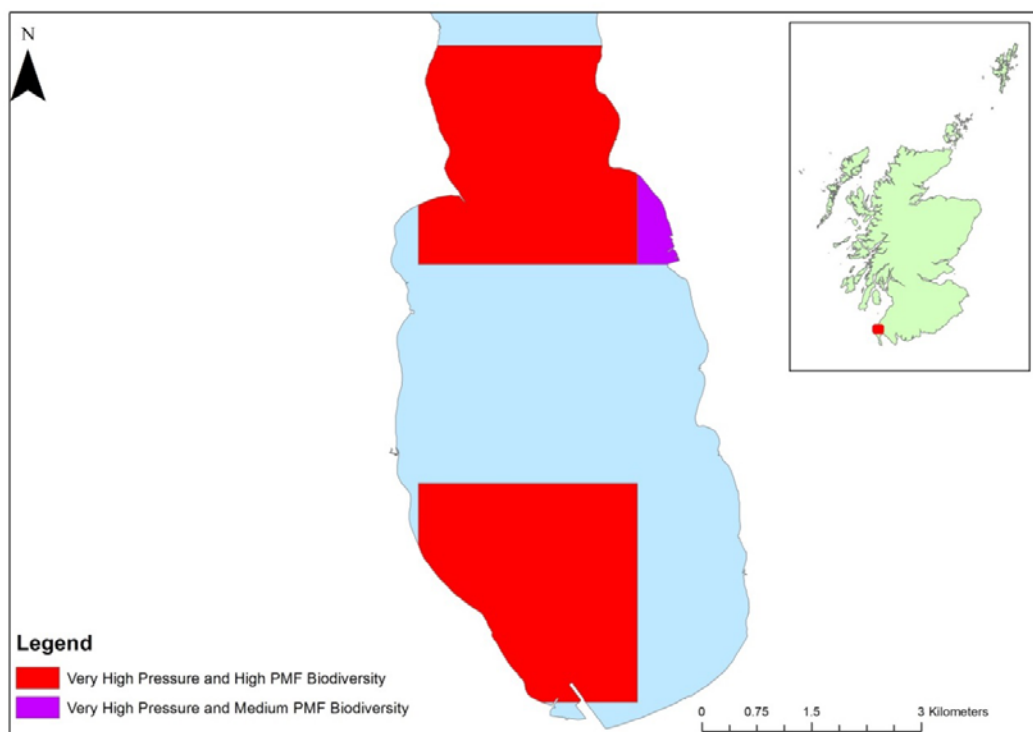 N
Legend
Very High Pressure and High PMF Biodiversity
Very High Pressure and Medium PMF Biodiversity
0 0.75 1.5 3 Kilometers